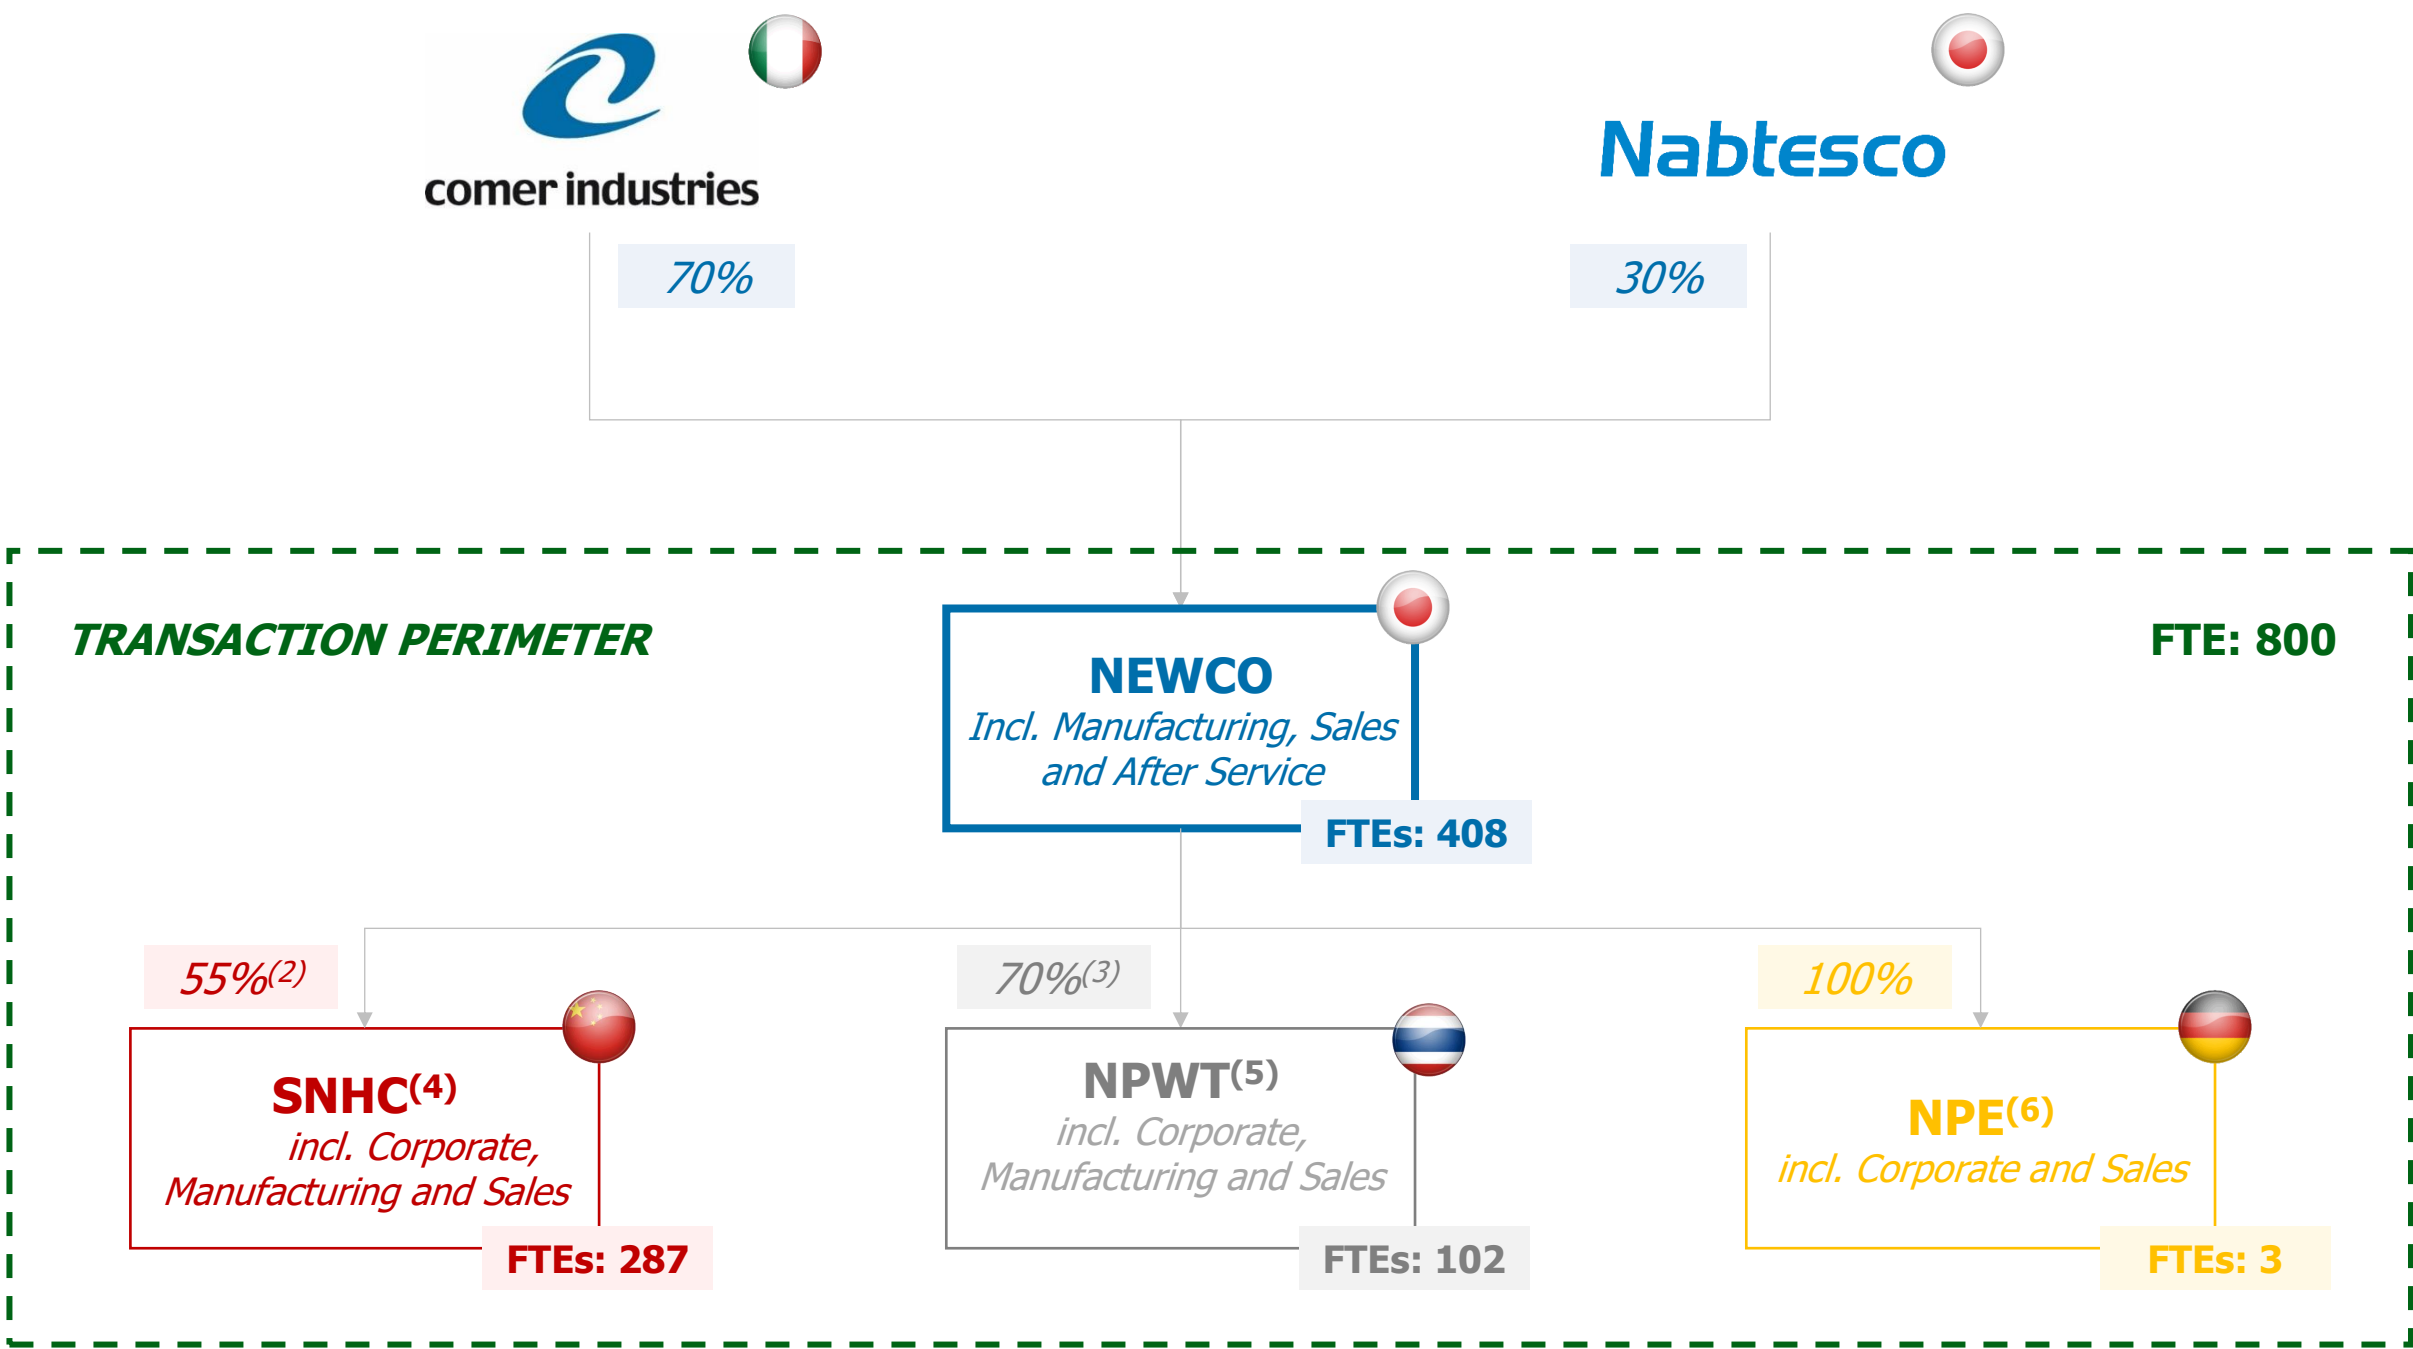 comer industries
Nabtesco
70%
30%
TRANSACTION PERIMETER
FTE: 800
NEWCO
Incl. Manufacturing, Sales
and After Service
FTEs: 408
55%(2)
70%(3)
100%
SNHC(4)
incl. Corporate,
Manufacturing and Sales
FTEs: 287
NPWT(5)
incl. Corporate,
Manufacturing and Sales
FTEs: 102
NPE(6)
incl. Corporate and Sales
FTEs: 3